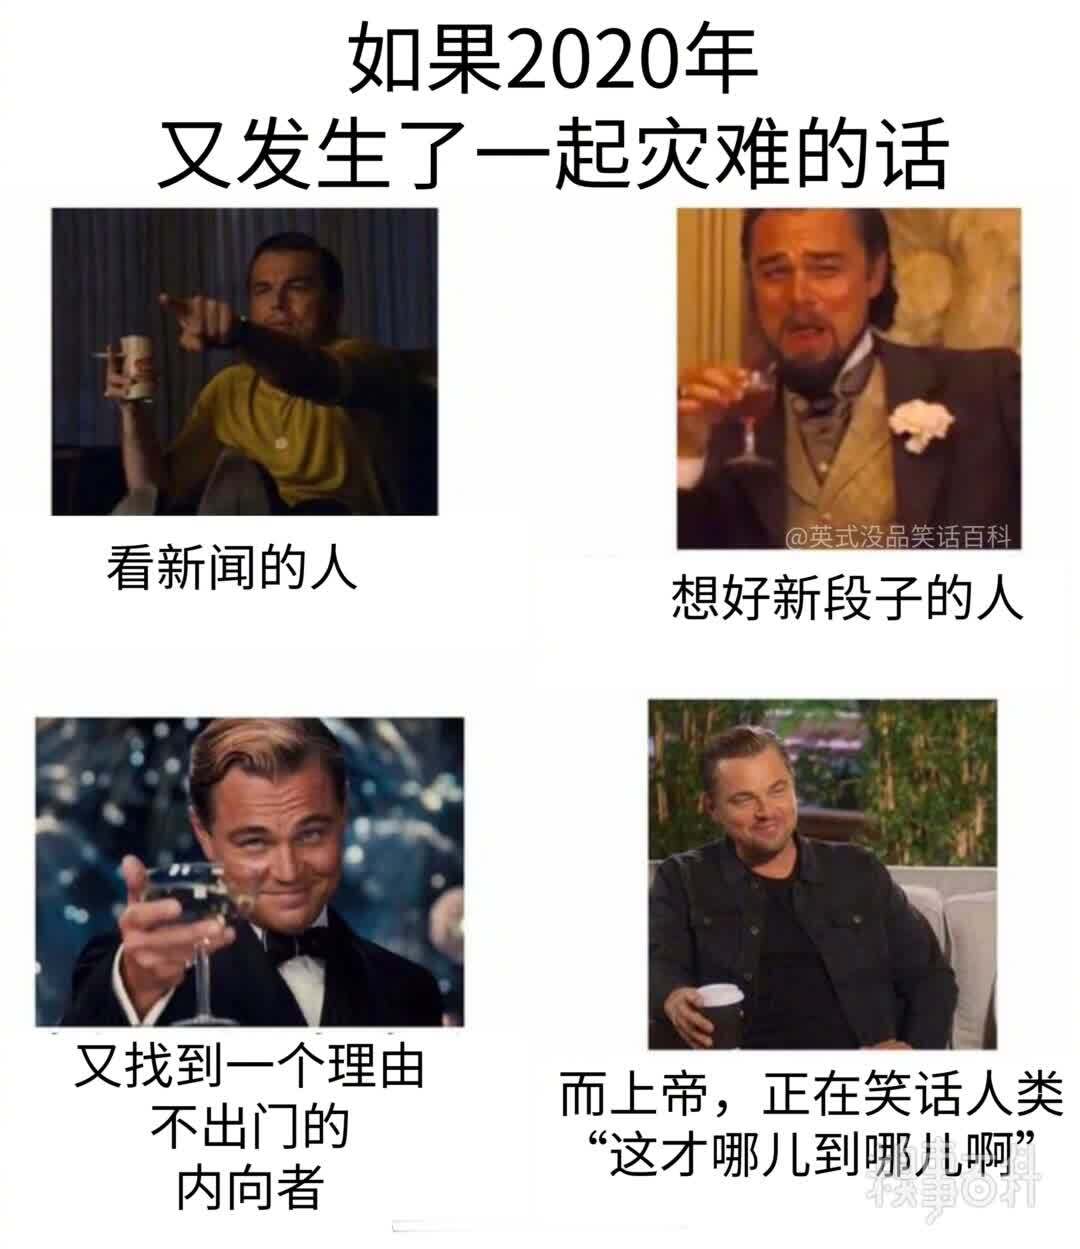 如果2020年
又发生了一起灾难的话
@英式没品笑话百科
看新闻的人
想好新段子的人
又找到一个理由
不出门的
内向者
而上帝，正在笑话人类
“这才哪儿到哪儿啊”